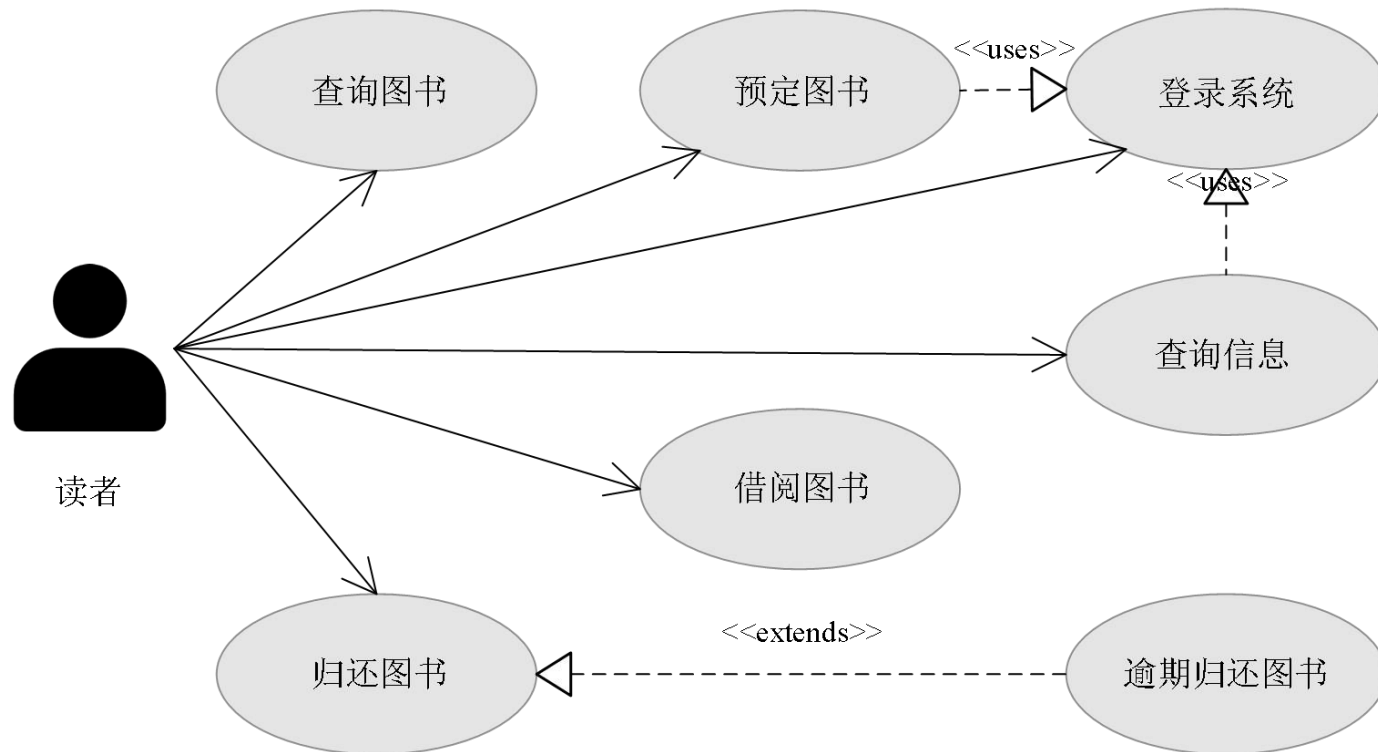 <<uses>>
查询图书
预定图书
登录系统
<<uses>>
查询信息
借阅图书
读者
<<extends>>
归还图书
逾期归还图书